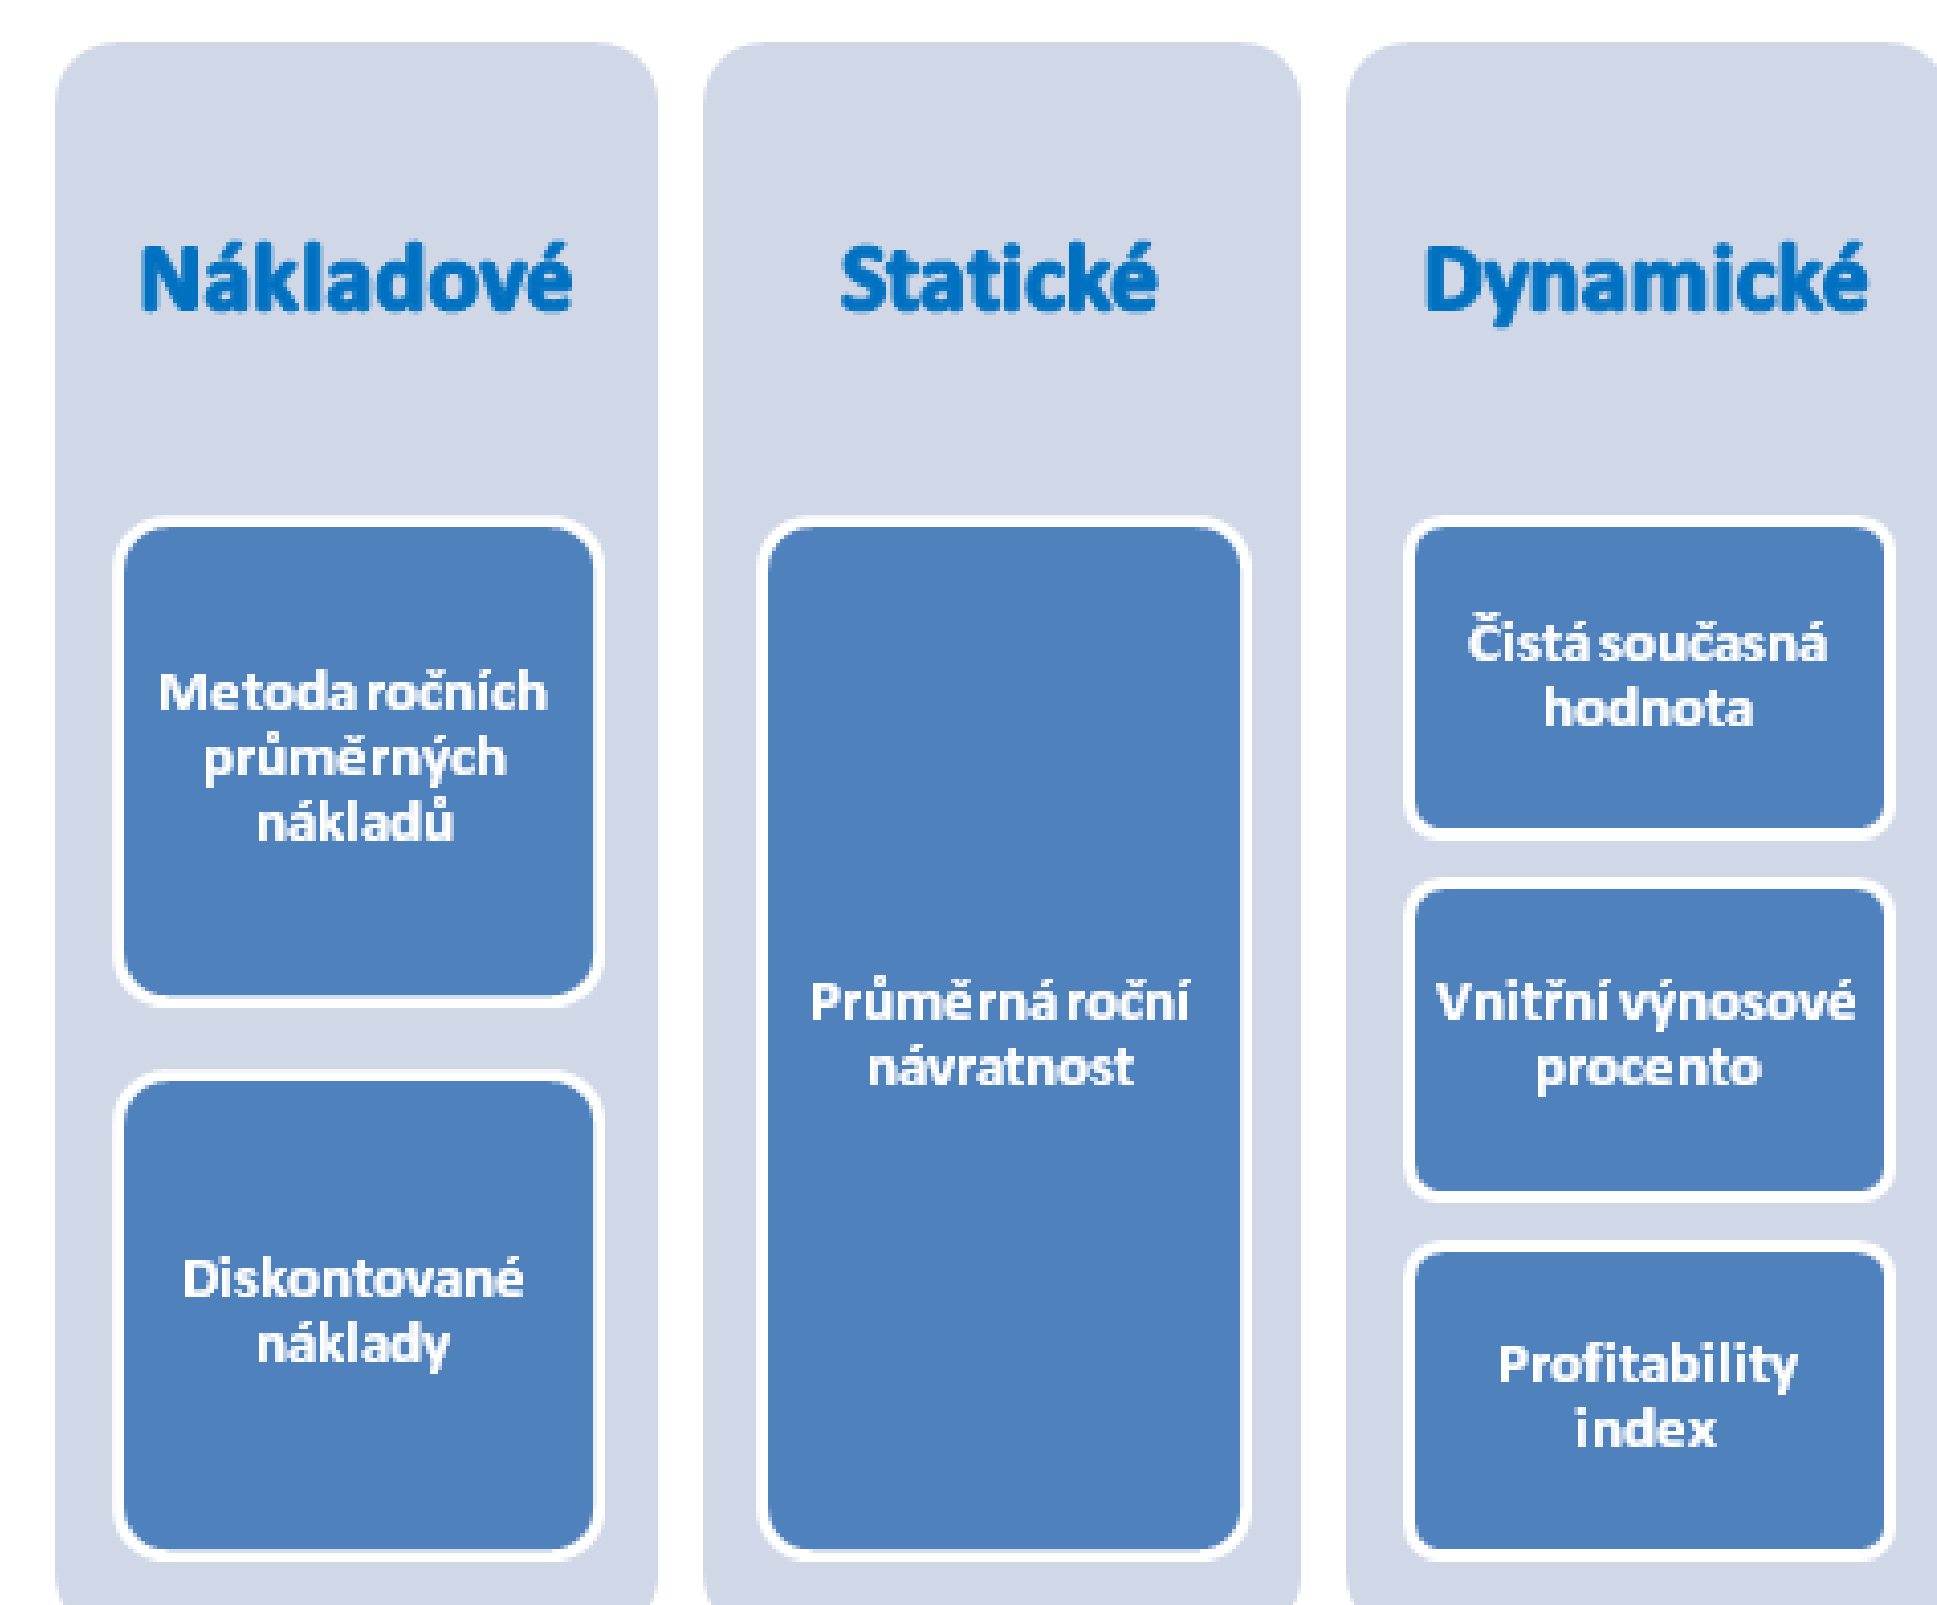 Nákladové
Metoda ročních
průměrných
nákladů
Diskontované
náklady
Statické
Průměrná roční
návratnost
Dynamické
Čistá současná
hodnota
Vnitřní výnosové
procento
Profitability
index